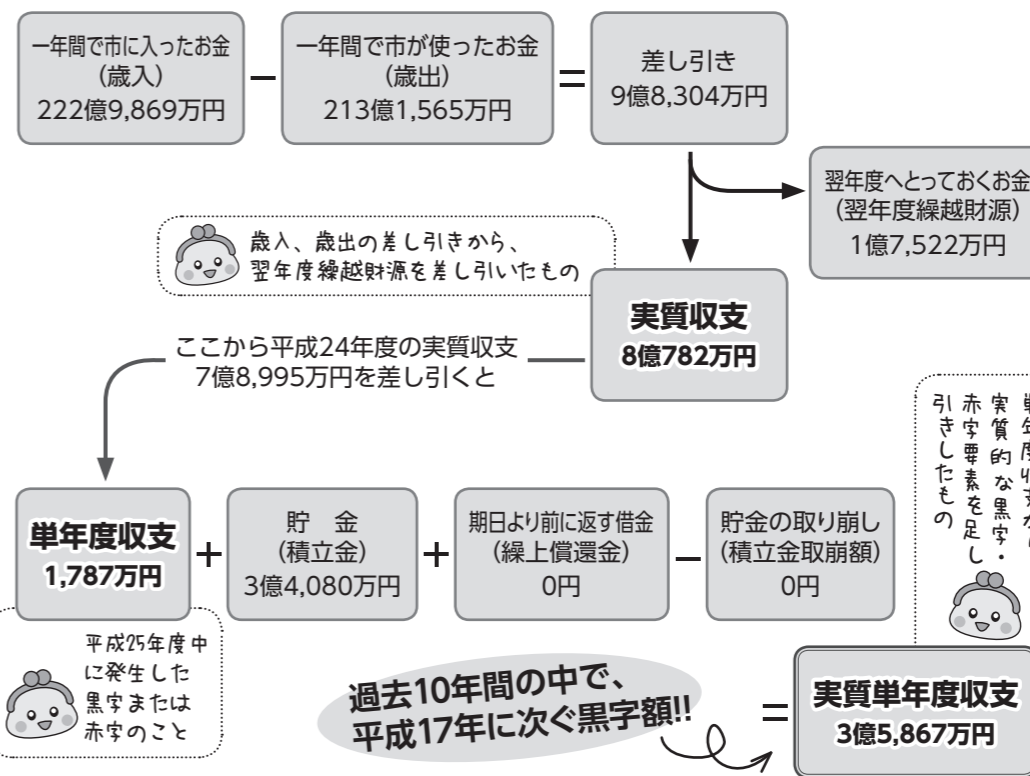 一年間で市に入ったお金
(歳入)
222億9,869万円
−
一年間で市が使ったお金
(歳出)
213億1,565万円
=
差し引き
9億8,304万円
翌年度へとっておくお金
(翌年度繰越財源)
1億7,522万円
歳入、歳出の差し引きから、
翌年度繰越財源を差し引いたもの
実質収支
8億782万円
ここから平成24年度の実質収支
7億8,995万円を差し引くと
単年度収支
1,787万円
+
貯 金
(積立金)
3億4,080万円
+
期日より前に返す借金
(繰上償還金)
0円
−
貯金の取り崩し
(積立金取崩額)
0円
平成25年度中
に発生した
黒字または
赤字のこと
実質的な黒字・
赤字要素を足し
引きしたもの
過去10年間の中で、
平成17年に次ぐ黒字額!!
=
実質単年度収支
3億5,867万円